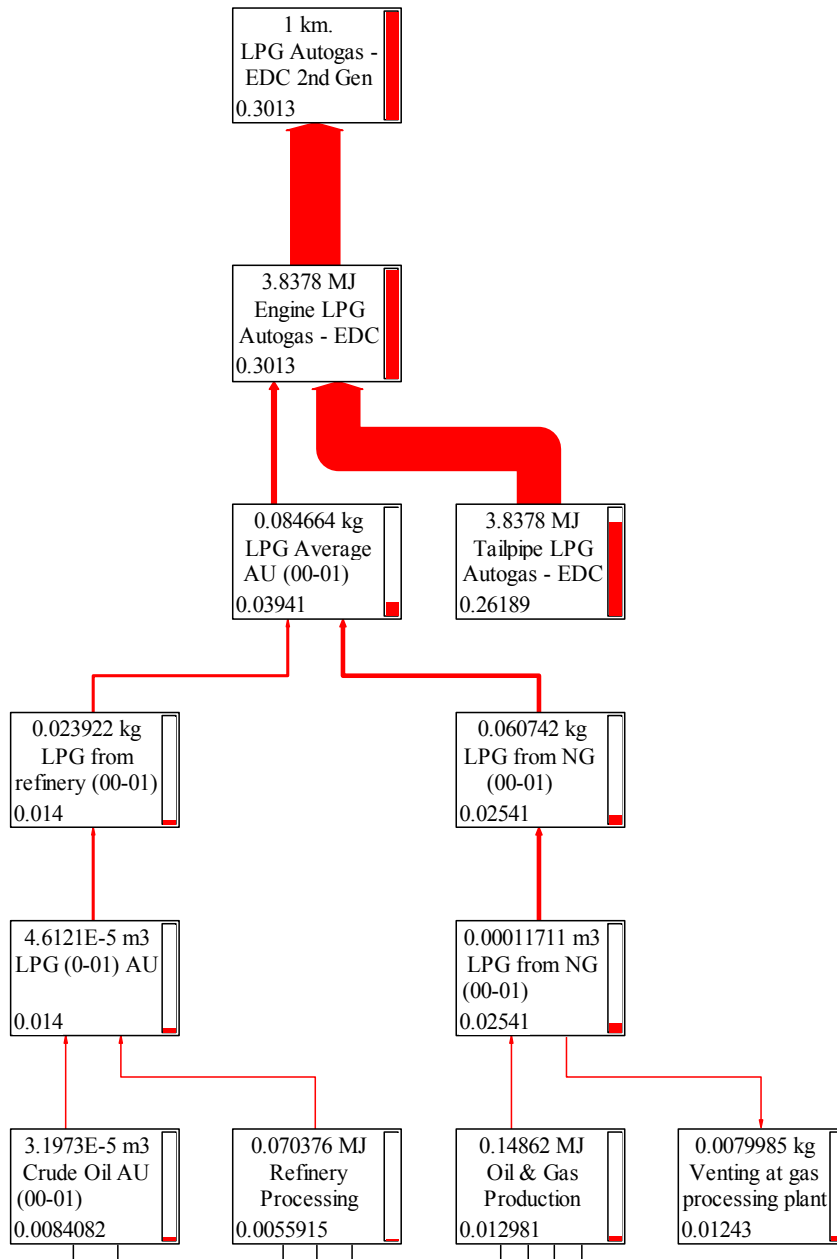 1 km.
LPG Autogas -
EDC 2nd Gen
0.3013
3.8378 MJ
Engine LPG
Autogas - EDC
0.3013
0.084664 kg
LPG Average
AU (00-01)
0.03941
3.8378 MJ
Tailpipe LPG
Autogas - EDC
0.26189
0.023922 kg
LPG from
refinery (00-01)
0.014
0.060742 kg
LPG from NG
(00-01)
0.02541
4.6121E-5 m3
LPG (0-01) AU
0.014
0.00011711 m3
LPG from NG
(00-01)
0.02541
3.1973E-5 m3
Crude Oil AU
(00-01)
0.0084082
0.070376 MJ
Refinery
Processing
0.0055915
0.14862 MJ
Oil & Gas
Production
0.012981
0.0079985 kg
Venting at gas
processing plant
0.01243